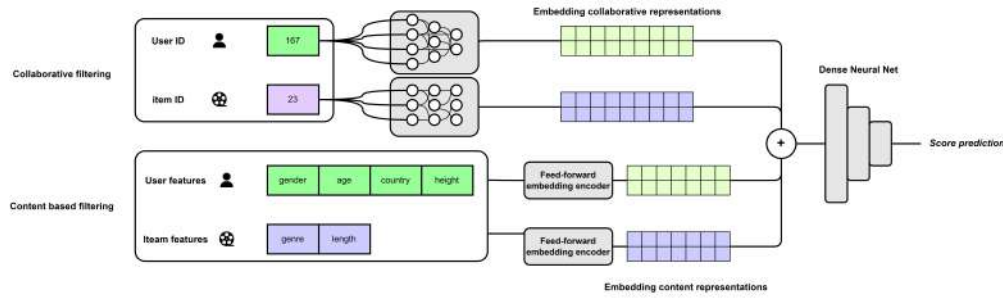 Embedding collaborative representations
User ID
167
Collaborative filtering
Dense Neural Net
item ID
23
+
Score prediction
User features
gender age country height
Feed-forward
embedding encoder
Content based filtering
Iteam features
genre length
Feed-forward
embedding encoder
Embedding content representations